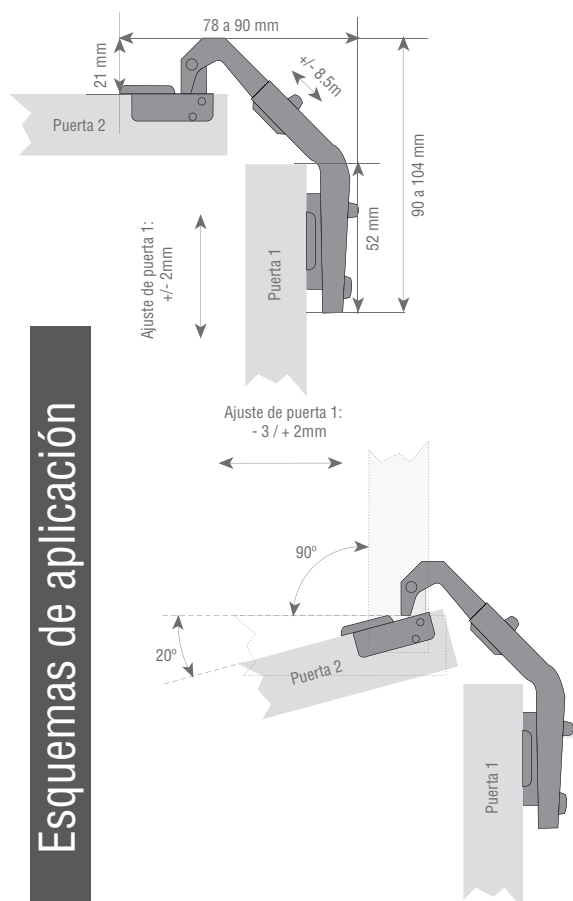 78 a 90 mm
21 mm
+/- 8.5m
Puerta 2
90 a 104 mm
52 mm
Ajuste de puerta 1:
+/- 2mm
Puerta 1
Ajuste de puerta 1:
- 3 / + 2mm
Esquemas de aplicación
90º
20º
Puerta 2
Puerta 1